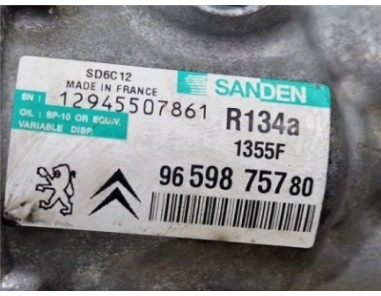 SD6C12
MADE IN FRANCE
SANDEN
BN : 12945507861
OIL : SP-10 OR EQUIV.
VARIABLE DISP.
R134a
1355F
96 598 757 80